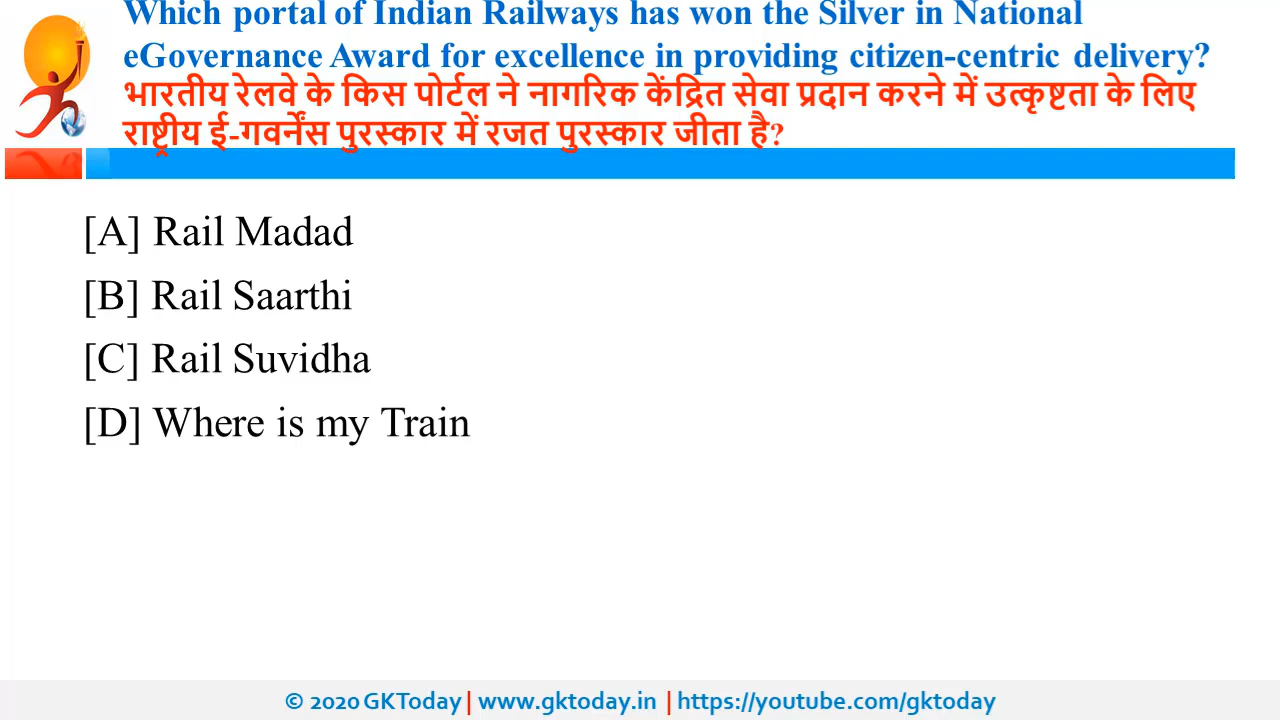 Which portal of Indian Railways has won the Silver in National
eGovernance Award for excellence in providing citizen-centric delivery?
भारतीय रेलवे के किस पोर्टल ने नागरिक केंद्रित सेवा प्रदान करने में उत्कृष्टता के लिए
राष्ट्रीय ई-गवर्नेंस पुरस्कार में रजत पुरस्कार जीता है?
[A] Rail Madad
[B] Rail Saarthi
[C] Rail Suvidha
[D] Where is my Train
© 2020 GKToday | www.gktoday.in | https://youtube.com/gktoday